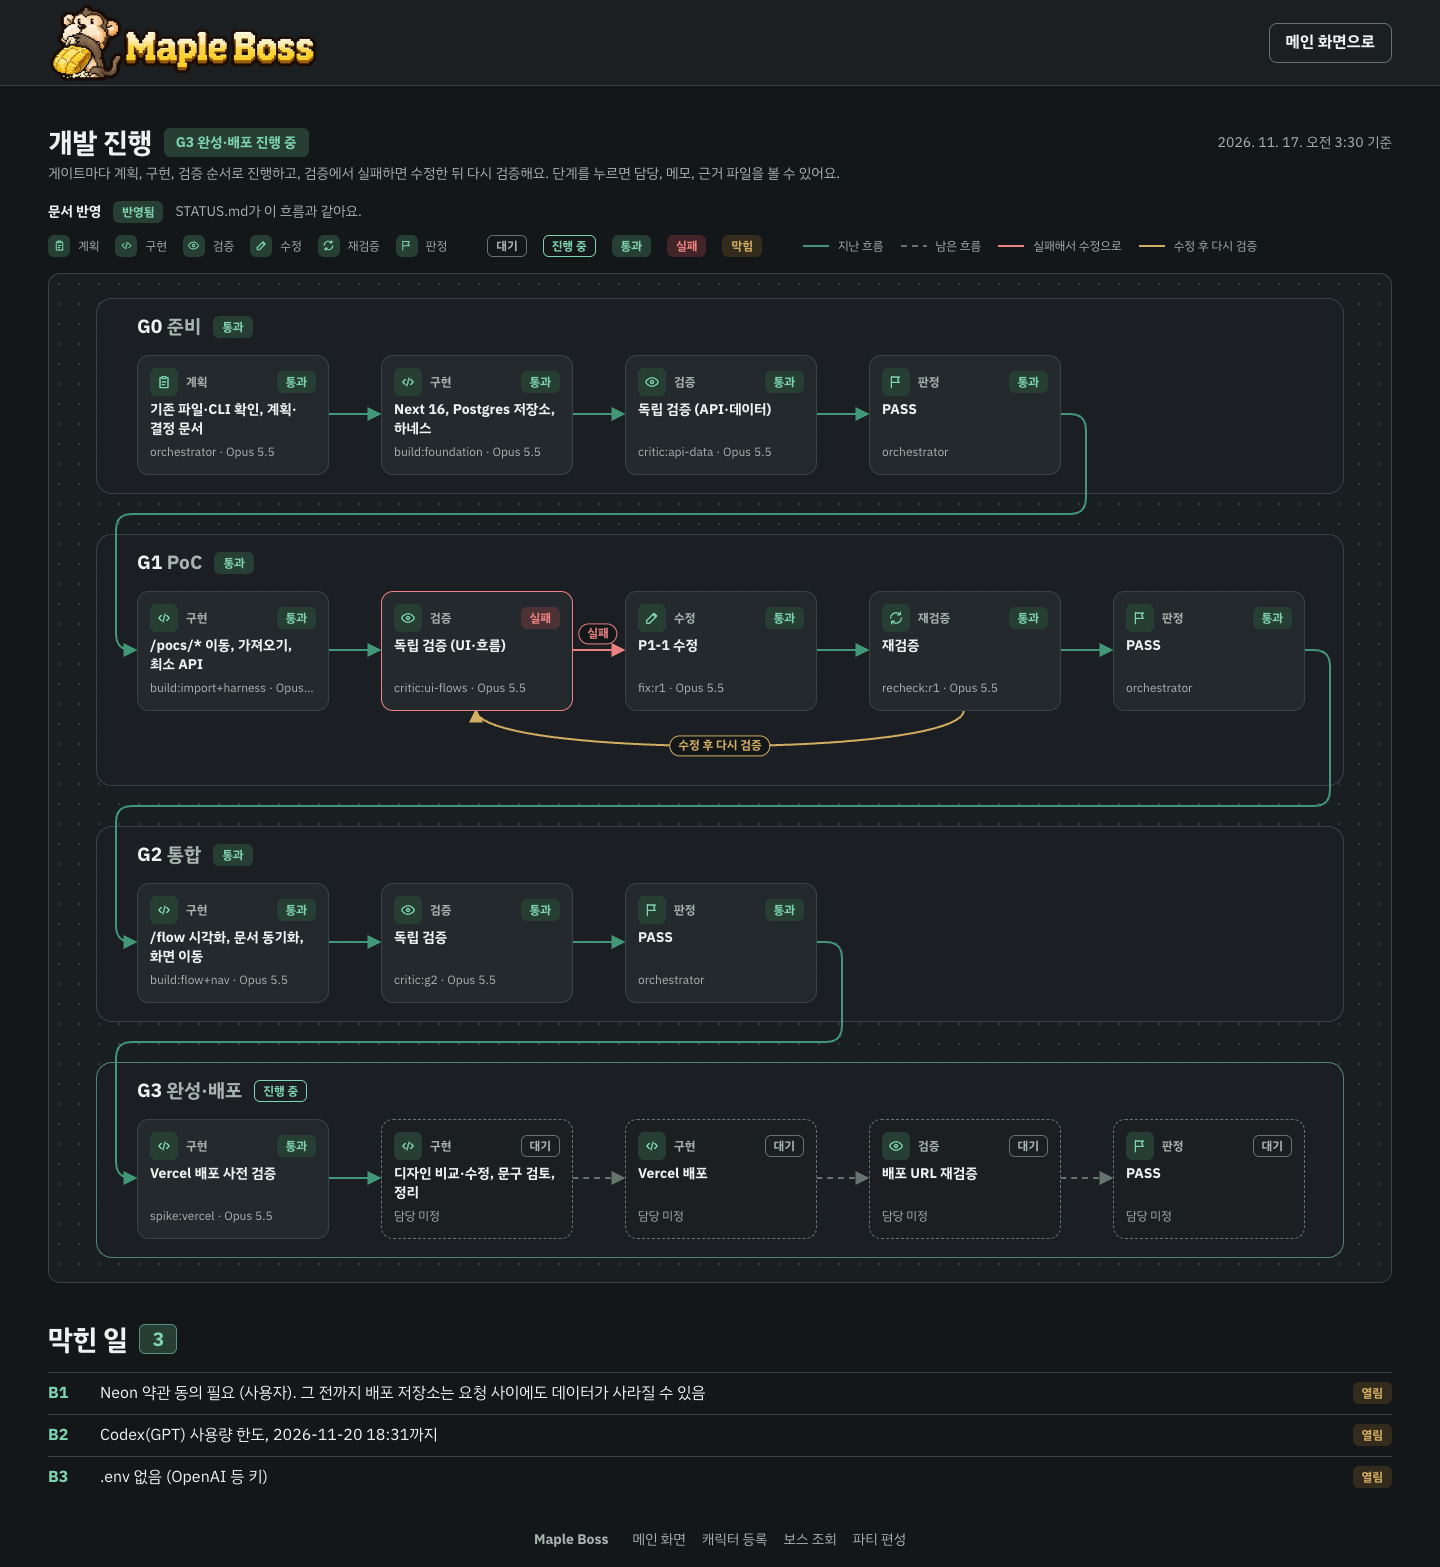 Maple Boss
메인 화면으로
개발 진행
G3 완성·배포 진행 중
2026. 11. 17. 오전 3:30 기준
게이트마다 계획, 구현, 검증 순서로 진행하고, 검증에서 실패하면 수정한 뒤 다시 검증해요. 단계를 누르면 담당, 메모, 근거 파일을 볼 수 있어요.
문서 반영 반영됨 STATUS.md가 이 흐름과 같아요.
계획 구현 검증 수정 재검증 판정 대기 진행 중 통과 실패 막힘 지난 흐름 남은 흐름 실패해서 수정으로 수정 후 다시 검증
G0 준비 통과
계획 통과
기존 파일·CLI 확인, 계획·
결정 문서
orchestrator · Opus 5.5
구현 통과
Next 16, Postgres 저장소,
하네스
build:foundation · Opus 5.5
검증 통과
독립 검증 (API·데이터)
critic:api-data · Opus 5.5
판정 통과
PASS
orchestrator
G1 PoC 통과
구현 통과
/pocs/* 이동, 가져오기,
최소 API
build:import+harness · Opus...
검증 실패
독립 검증 (UI·흐름)
critic:ui-flows · Opus 5.5
실패
수정 통과
P1-1 수정
fix:r1 · Opus 5.5
재검증 통과
재검증
recheck:r1 · Opus 5.5
판정 통과
PASS
orchestrator
수정 후 다시 검증
G2 통합 통과
구현 통과
/flow 시각화, 문서 동기화,
화면 이동
build:flow+nav · Opus 5.5
검증 통과
독립 검증
critic:g2 · Opus 5.5
판정 통과
PASS
orchestrator
G3 완성·배포 진행 중
구현 통과
Vercel 배포 사전 검증
spike:vercel · Opus 5.5
구현 대기
디자인 비교·수정, 문구 검토,
정리
담당 미정
구현 대기
Vercel 배포
담당 미정
검증 대기
배포 URL 재검증
담당 미정
판정 대기
PASS
담당 미정
막힌 일 3
B1 Neon 약관 동의 필요 (사용자). 그 전까지 배포 저장소는 요청 사이에도 데이터가 사라질 수 있음 열림
B2 Codex(GPT) 사용량 한도, 2026-11-20 18:31까지 열림
B3 .env 없음 (OpenAI 등 키) 열림
Maple Boss 메인 화면 캐릭터 등록 보스 조회 파티 편성